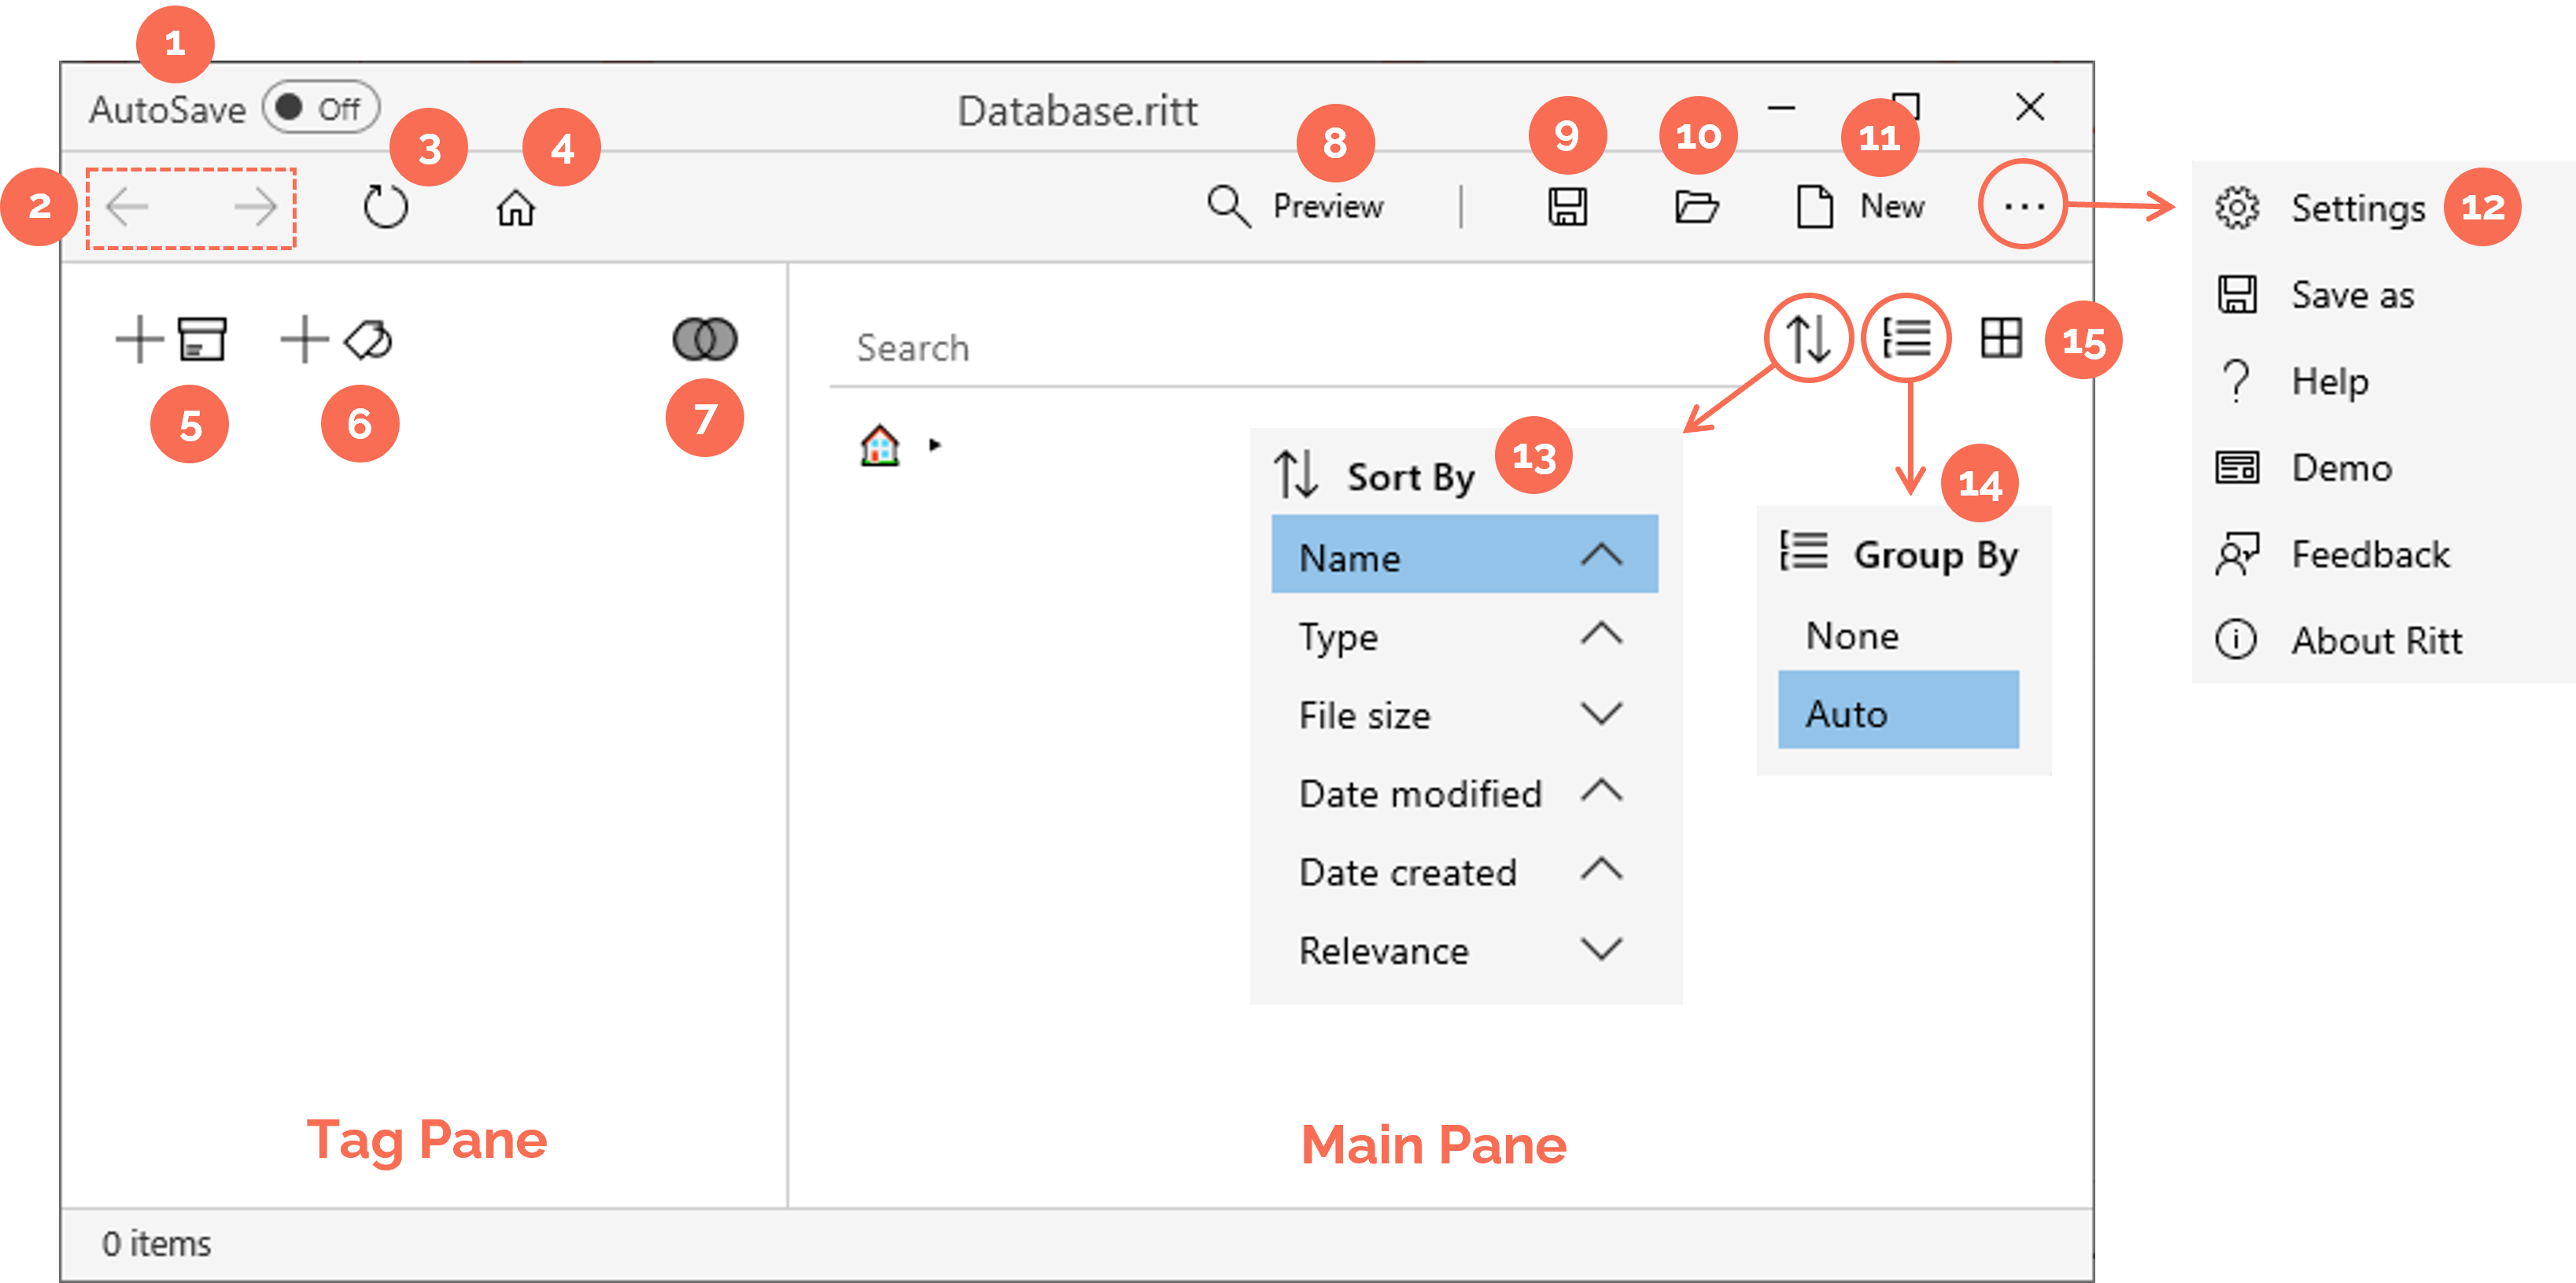 1
AutoSave Off
Database.ritt
2
3
4
8
Preview
9
10
11
New
12
Settings
Save as
Help
Demo
Feedback
About Ritt
5
6
7
Search
15
13
Sort By
Name
Type
File size
Date modified
Date created
Relevance
14
Group By
None
Auto
Tag Pane
Main Pane
0 items